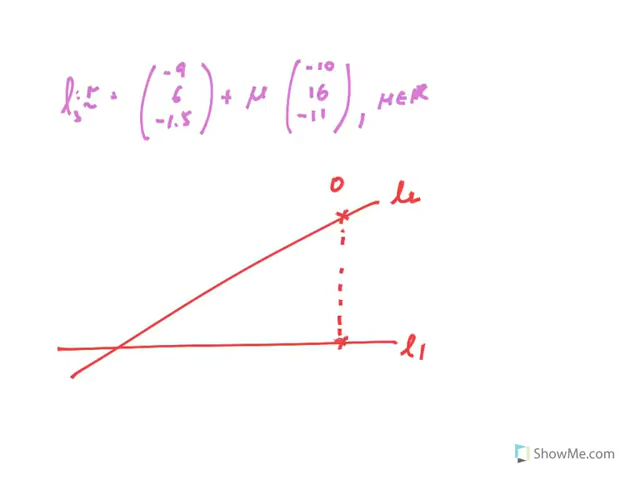 l₃: r = (-9 6 -1.5) + μ (-10 16 -11), μ∈ℝ
O
l₂
l₁
ShowMe.com